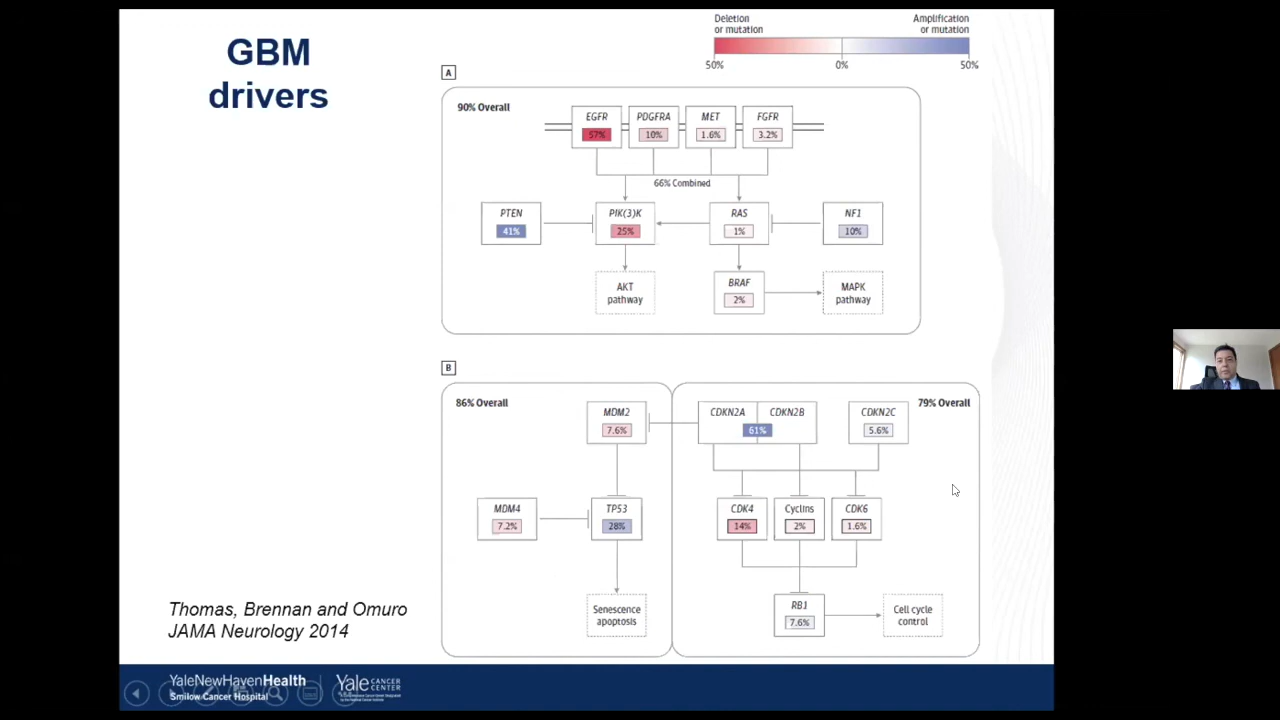 GBM
drivers
Deletion
or mutation
Amplification
or mutation
50%
0%
50%
A
90% Overall
EGFR
57%
PDGFRA
10%
MET
1.6%
FGFR
3.2%
66% Combined
PTEN
41%
PIK(3)K
25%
RAS
1%
NF1
10%
AKT
pathway
BRAF
2%
MAPK
pathway
B
86% Overall
MDM2
7.6%
MDM4
7.2%
TP53
28%
Senescence
apoptosis
79% Overall
CDKN2A
CDKN2B
61%
CDKN2C
5.6%
CDK4
14%
Cyclins
2%
CDK6
1.6%
RB1
7.6%
Cell cycle
control
Thomas, Brennan and Omuro
JAMA Neurology 2014
YaleNewHavenHealth
Smilow Cancer Hospital
Yale
CANCER
CENTER